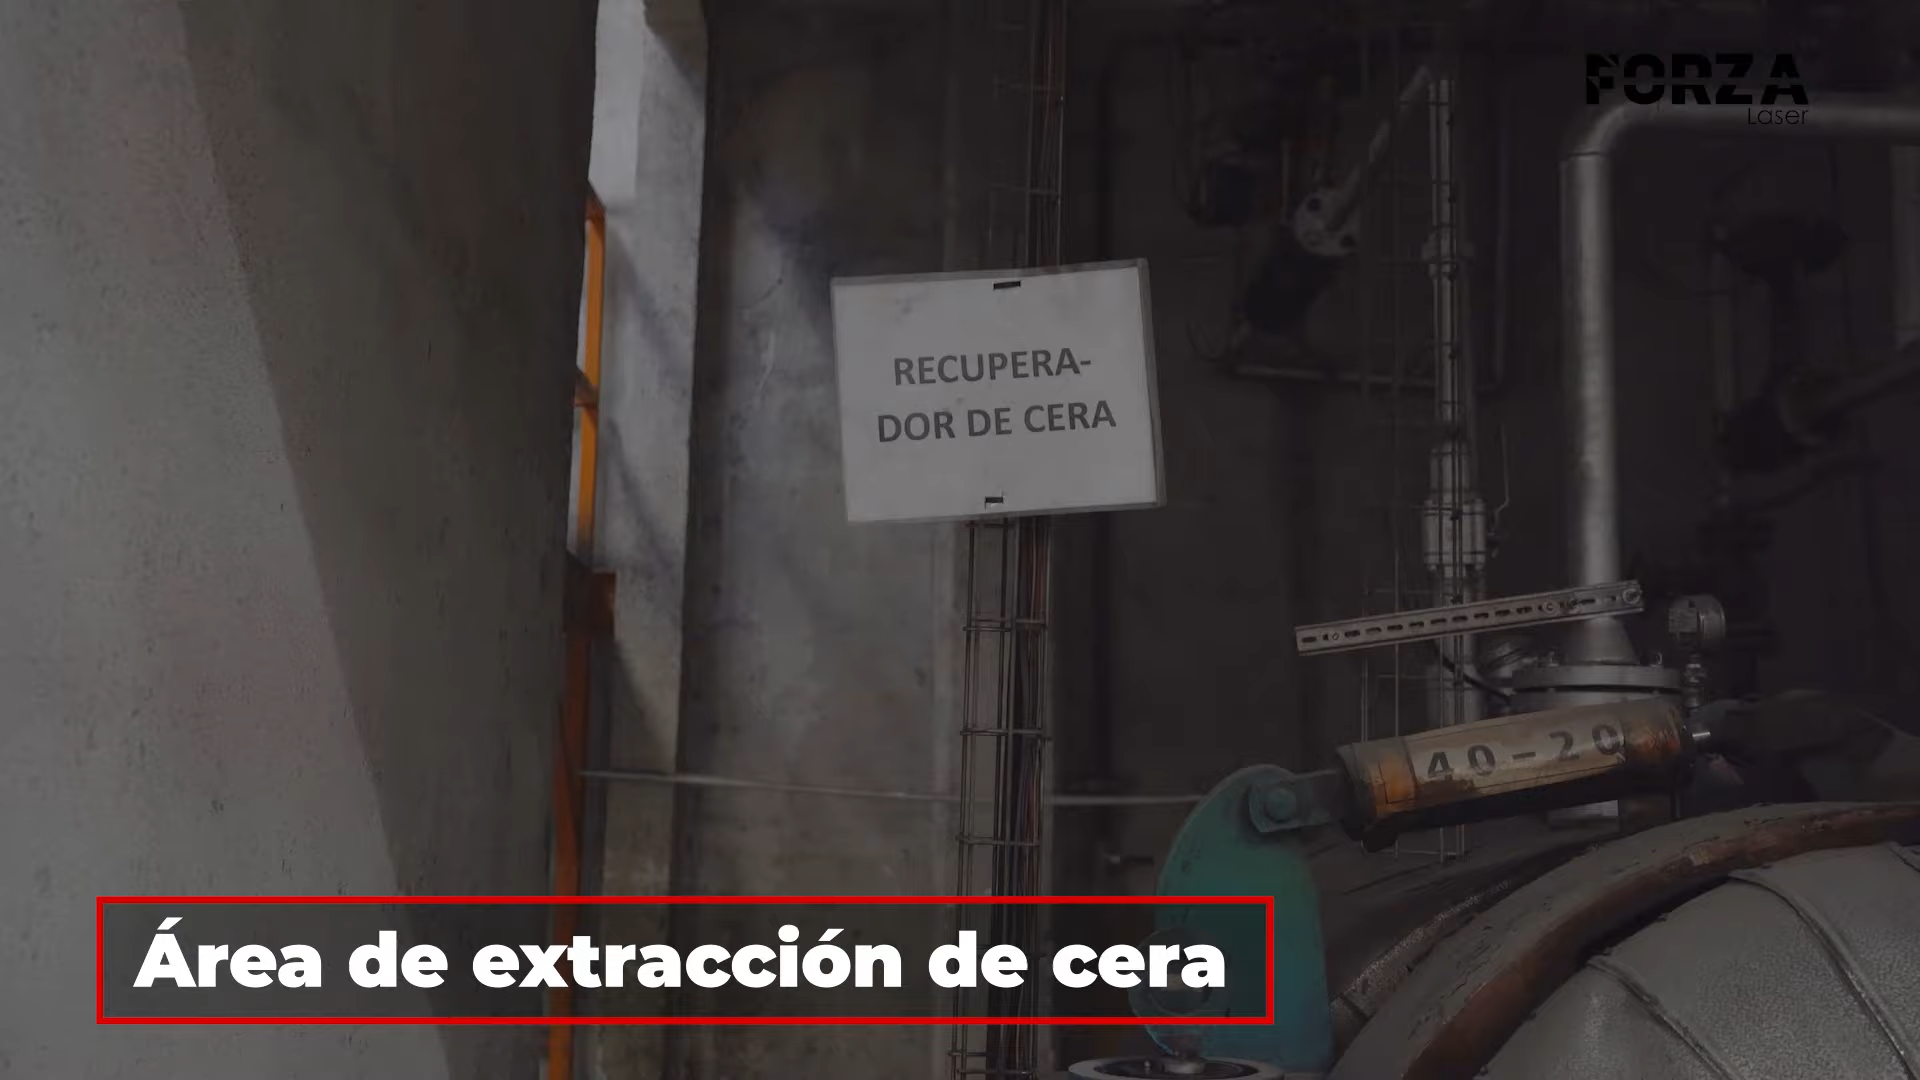 FORZA
Laser
RECUPERA-
DOR DE CERA
40-20
Área de extracción de cera